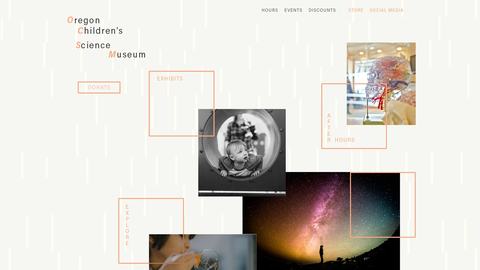 HOURS EVENTS DISCOUNTS STORE SOCIAL MEDIA
Oregon
Children's
Science
Museum
DONATE
EXHIBITS
AFTER HOURS
EXPLORE